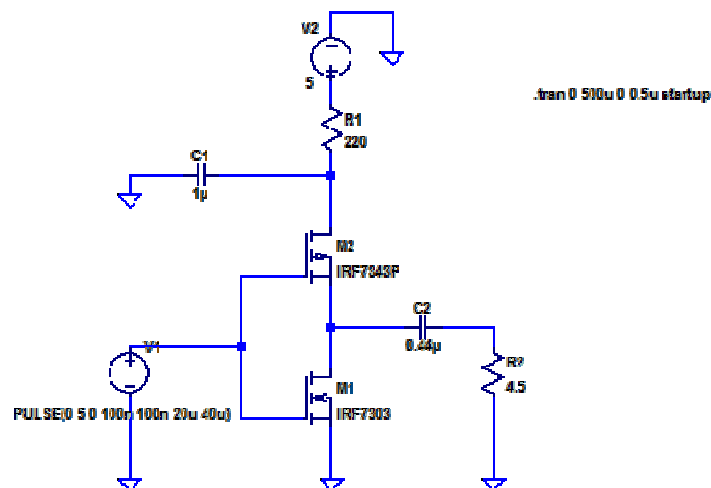 V2
5
.tran 0 500u 0 0.5u startup
R1
220
C1
1µ
M2
IRF7343P
C2
0.44µ
V1
R2
4.5
M1
IRF7303
PULSE(0 5 0 100n 100n 20u 40u)